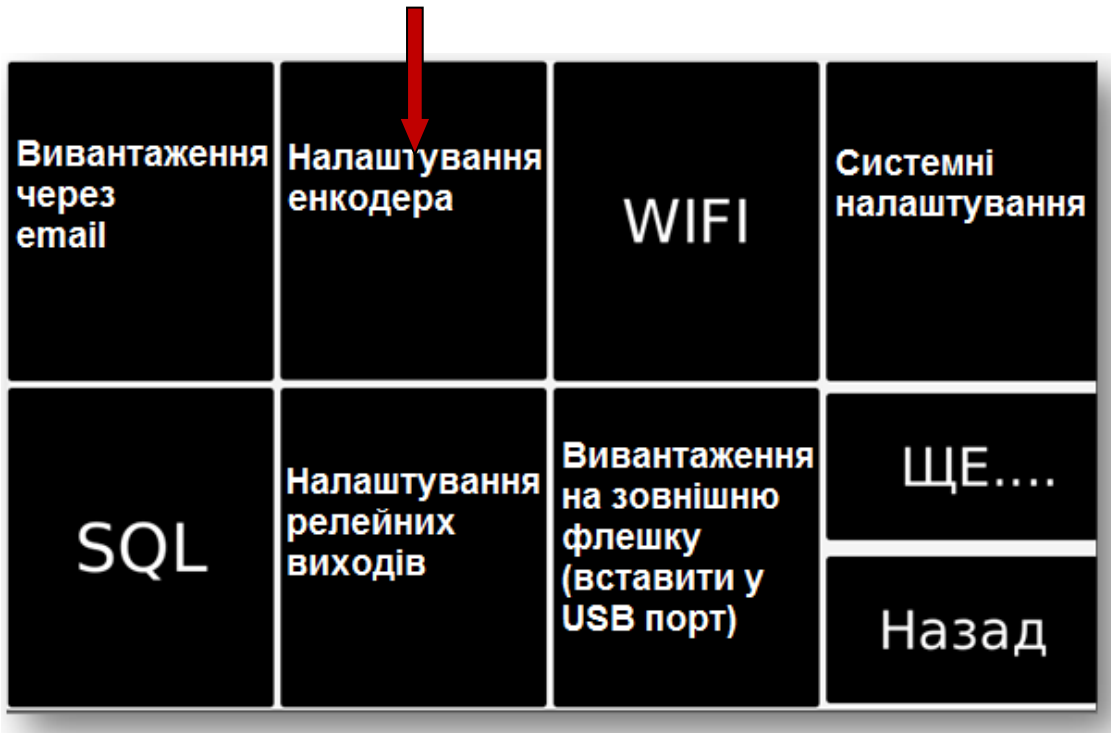 Вивантаження
через
email
Налаштування
енкодера
WIFI
Системні
налаштування
SQL
Налаштування
релейних
виходів
Вивантаження
на зовнішню
флешку
(вставити у
USB порт)
ЩЕ....
Назад